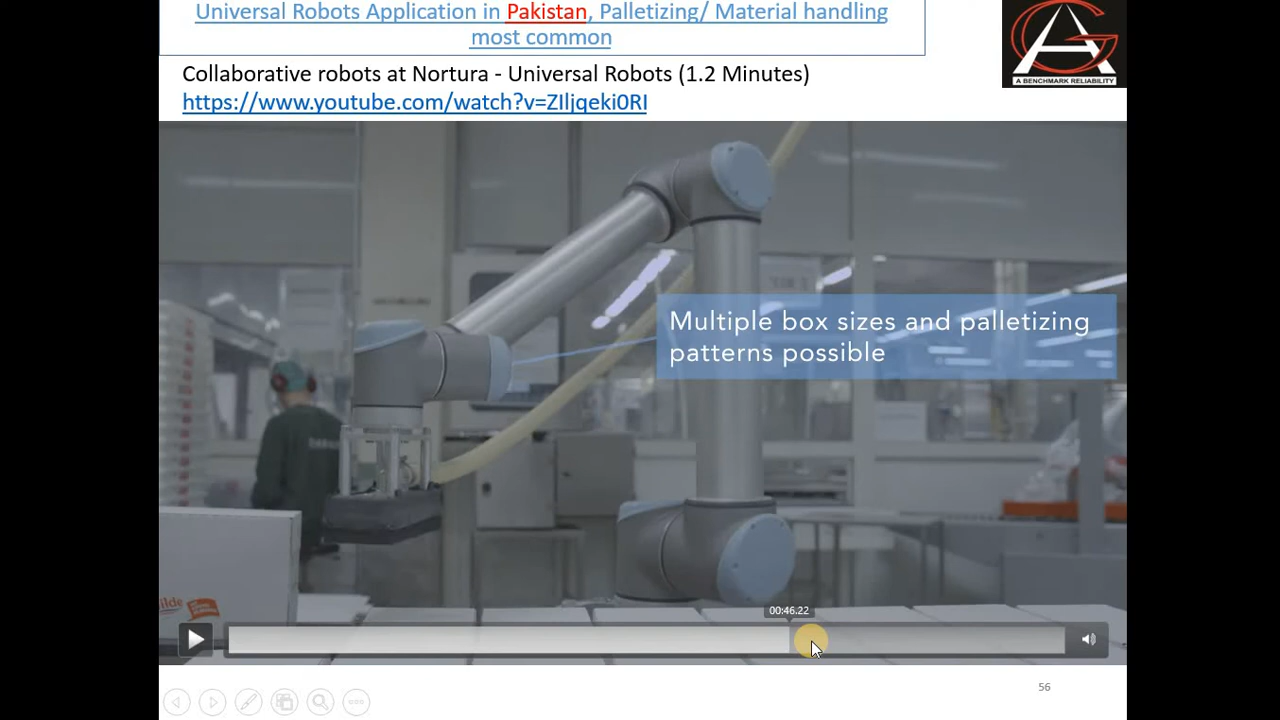 Universal Robots Application in Pakistan, Palletizing/ Material handling
most common
A BENCHMARK RELIABILITY
Collaborative robots at Nortura - Universal Robots (1.2 Minutes)
https://www.youtube.com/watch?v=ZIljqeki0RI
Multiple box sizes and palletizing
patterns possible
00:46.22
56